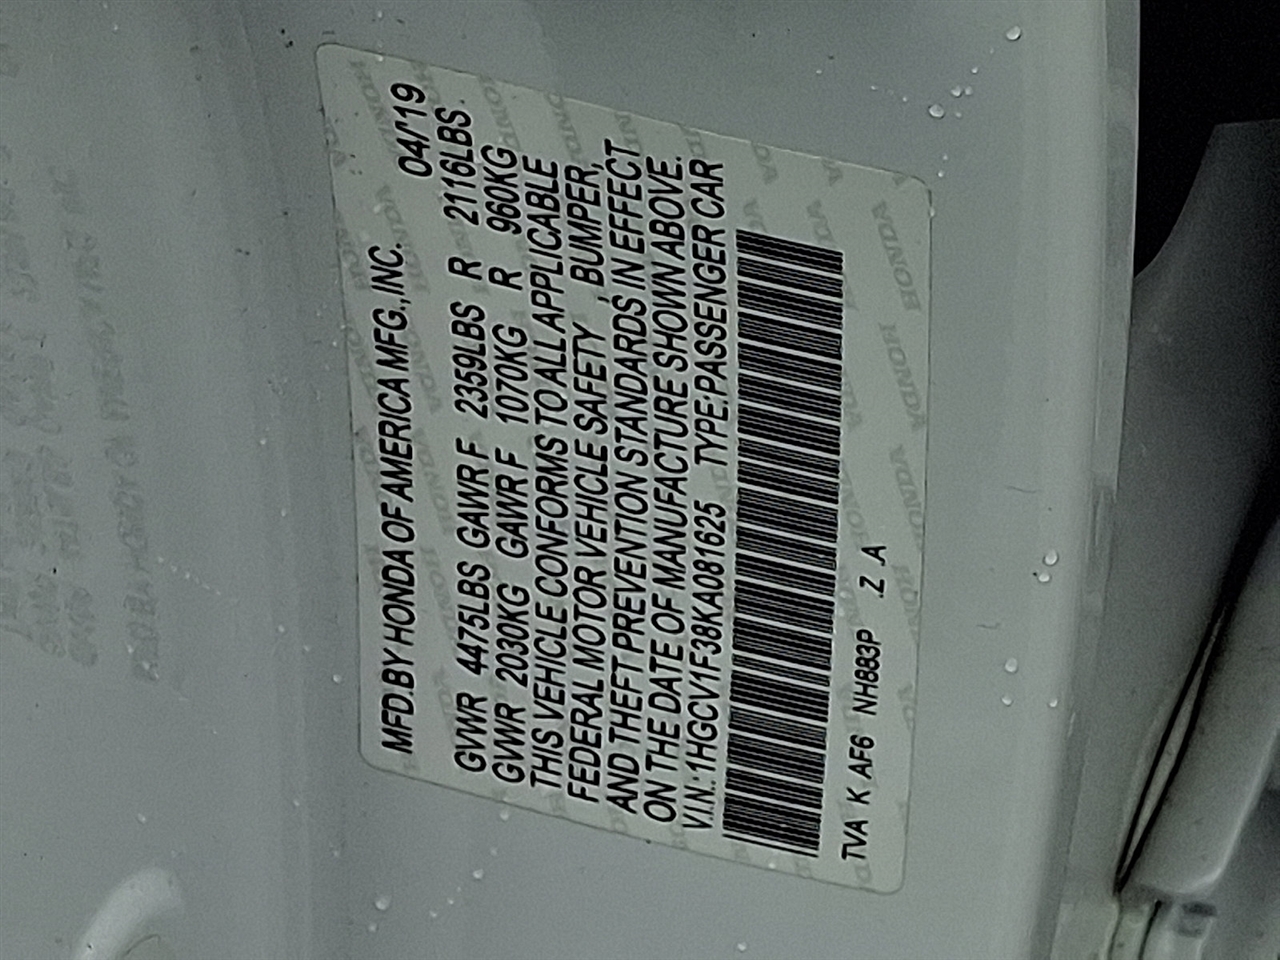 MFD.BY HONDA OF AMERICA MFG.,INC. 04/19
GVWR 4475LBS GAWR F 2359LBS R 2116LBS.
GVWR 2030KG GAWR F 1070KG R 960KG
THIS VEHICLE CONFORMS TO ALL APPLICABLE
FEDERAL MOTOR VEHICLE SAFETY , BUMPER,
AND THEFT PREVENTION STANDARDS IN EFFECT
ON THE DATE OF MANUFACTURE SHOWN ABOVE.
V.I.N.: 1HGCV1F38KA081625 TYPE:PASSENGER CAR
TVA K AF6 NH883P .Z .A